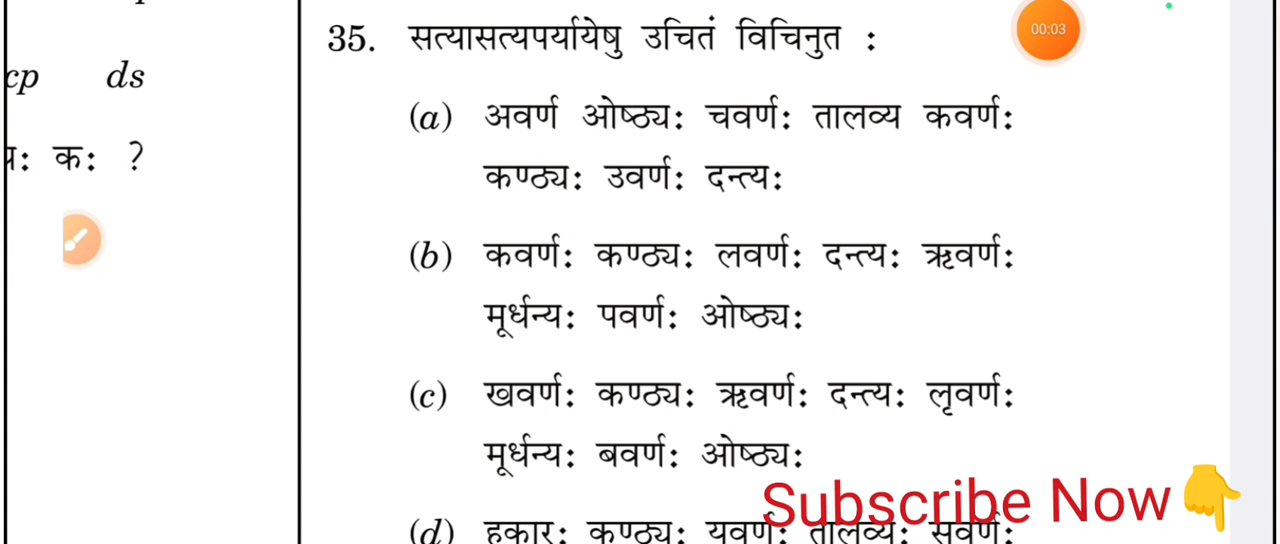 cp ds
35. सत्यासत्यपर्यायेषु उचितं विचिनुत :
00:03
(a) अवर्ण ओष्ठ्यः चवर्णः तालव्य कवर्णः
कः ?
कण्ठ्यः उवर्णः दन्त्यः
(b) कवर्णः कण्ठ्यः लवर्णः दन्त्यः ऋवर्णः
मूर्धन्यः पवर्णः ओष्ठ्यः
(c) खवर्णः कण्ठ्यः ऋवर्णः दन्त्यः लृवर्णः
मूर्धन्यः बवर्णः ओष्ठ्यः
Subscribe Now
(d) हकारः कण्ठ्यः यवर्णः तालव्यः सवर्णः